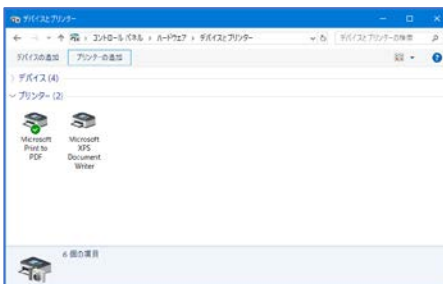 デバイスとプリンター
コントロール パネル › ハードウェア › デバイスとプリンター
デバイスとプリンターの検索
デバイスの追加 プリンターの追加
デバイス (4)
プリンター (2)
Microsoft Print to PDF
Microsoft XPS Document Writer
6 個の項目